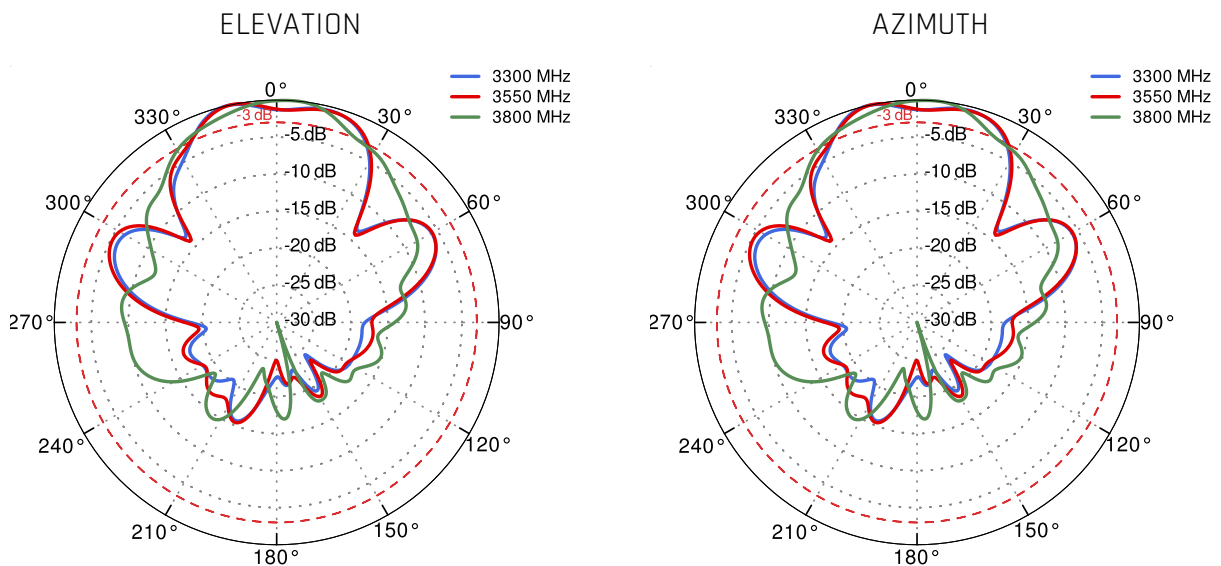 ELEVATION
3300 MHz
3550 MHz
3800 MHz
0°
330°
-3 dB
30°
-5 dB
-10 dB
300°
60°
-15 dB
-20 dB
-25 dB
270°
-30 dB
90°
240°
120°
210°
150°
180°
AZIMUTH
3300 MHz
3550 MHz
3800 MHz
0°
330°
-3 dB
30°
-5 dB
-10 dB
300°
60°
-15 dB
-20 dB
-25 dB
270°
-30 dB
90°
240°
120°
210°
150°
180°